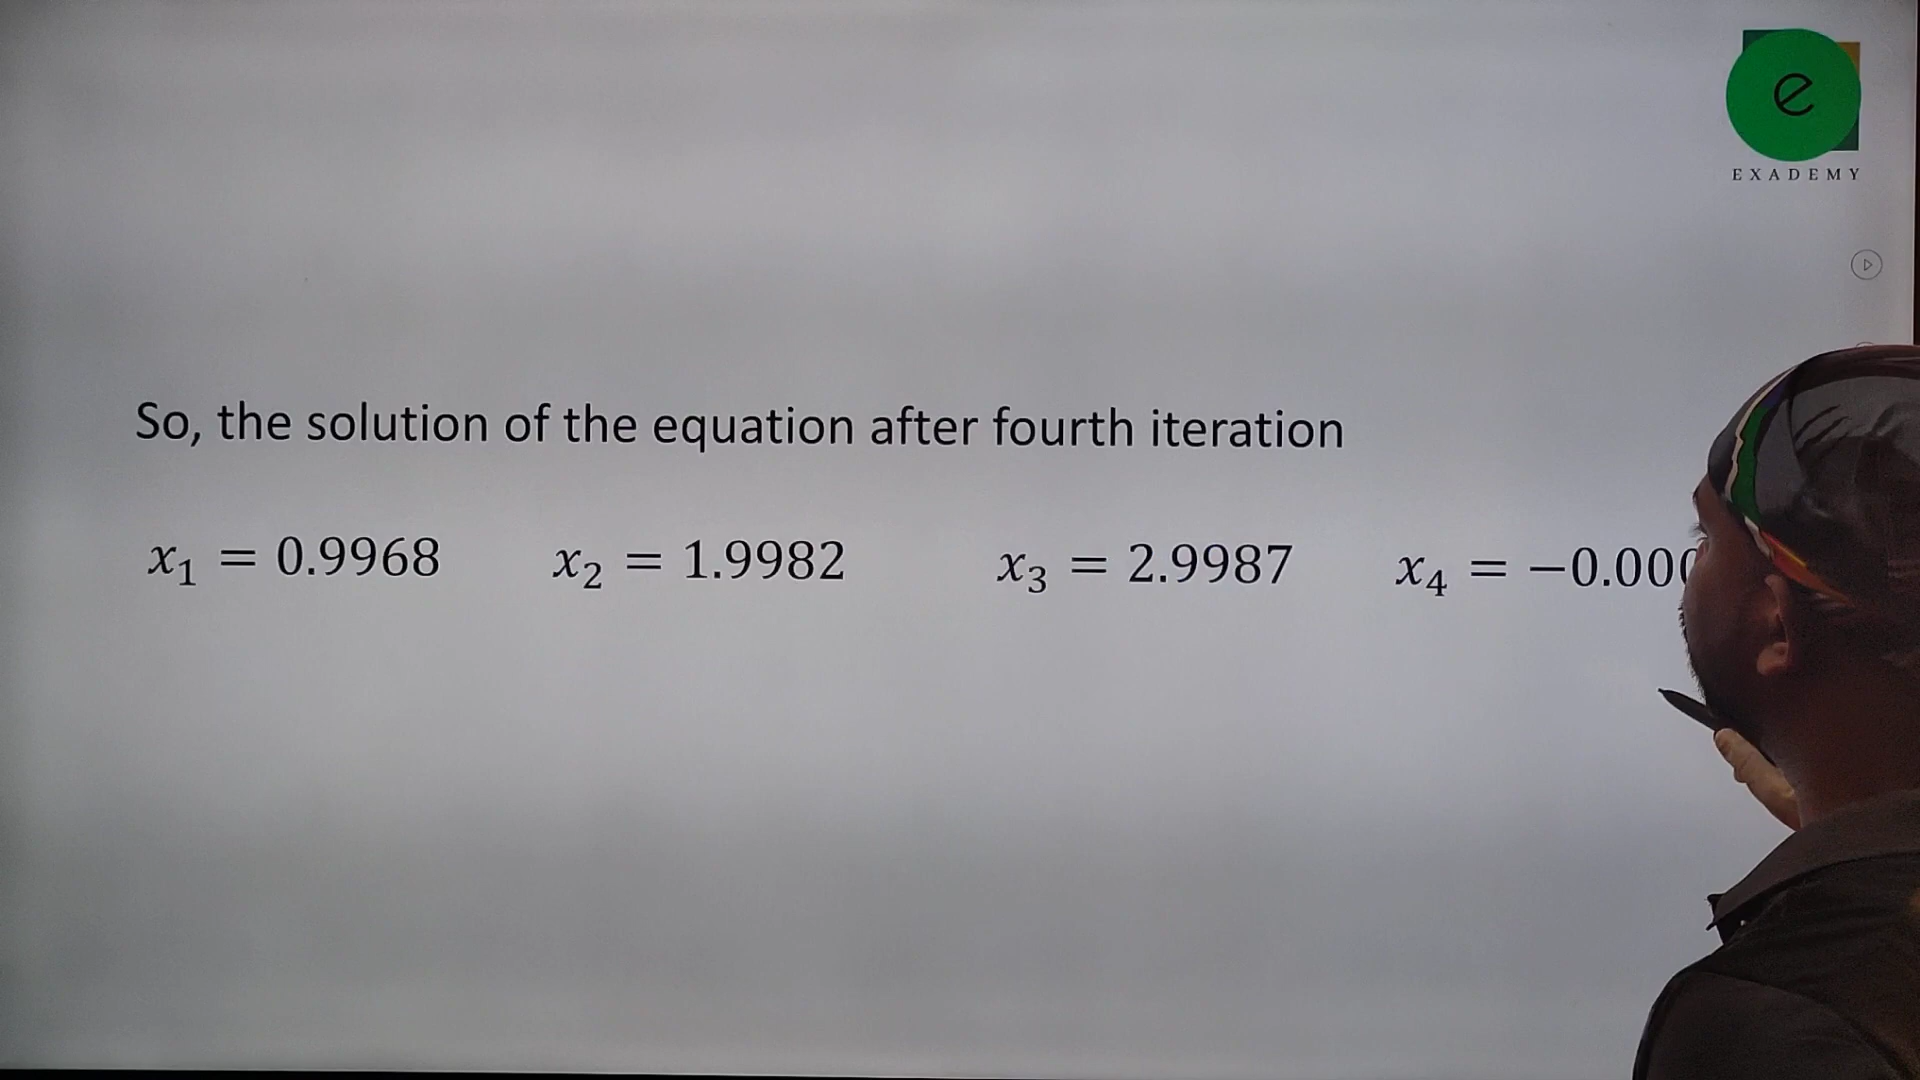 e
EXADEMY
So, the solution of the equation after fourth iteration
x₁ = 0.9968 x₂ = 1.9982 x₃ = 2.9987 x₄ = −0.00